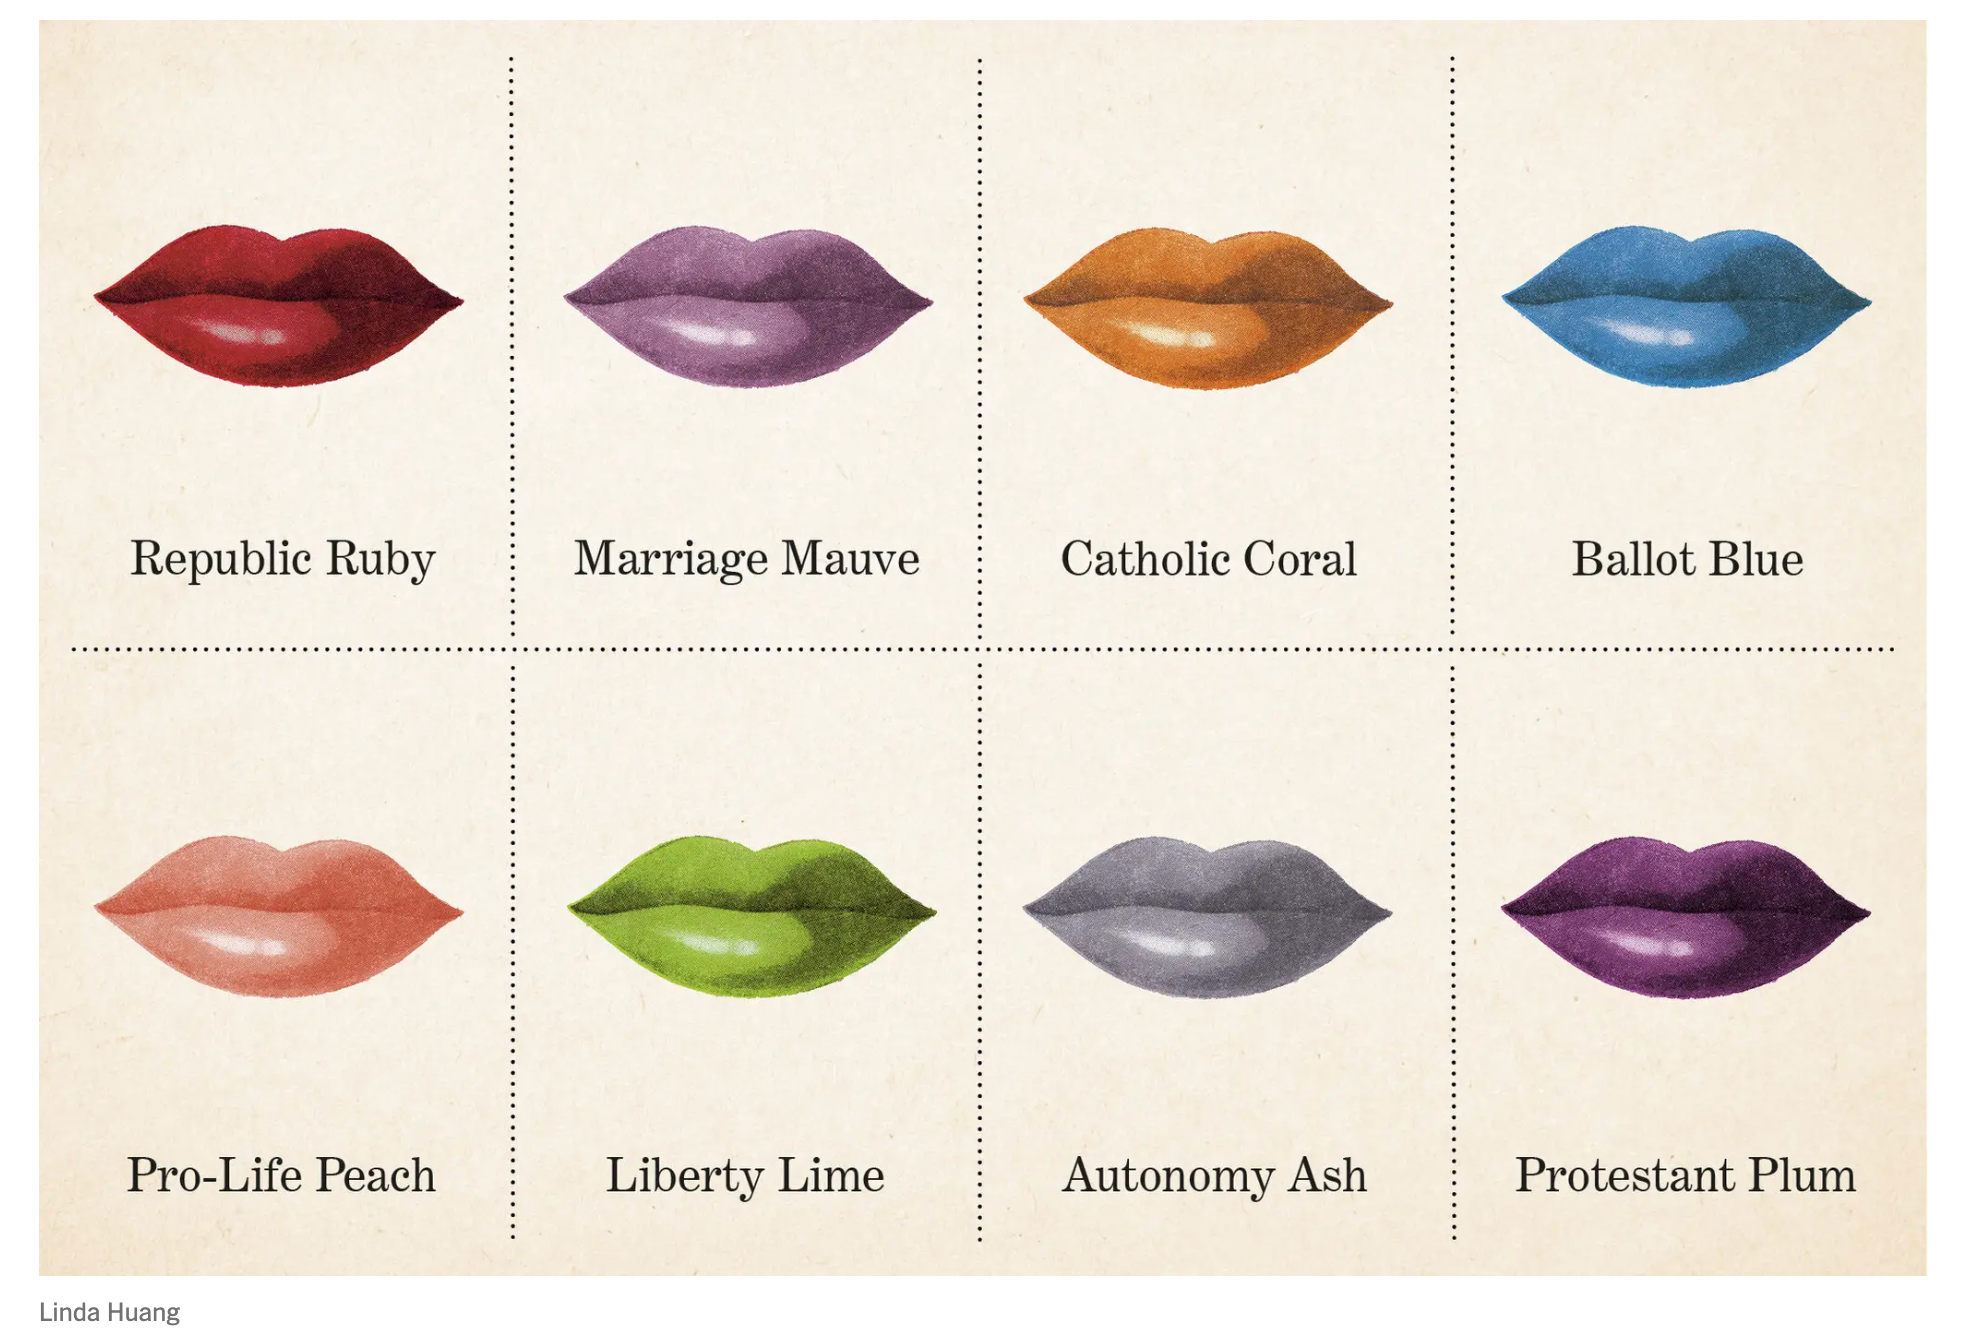 Republic Ruby
Marriage Mauve
Catholic Coral
Ballot Blue
Pro-Life Peach
Liberty Lime
Autonomy Ash
Protestant Plum
Linda Huang